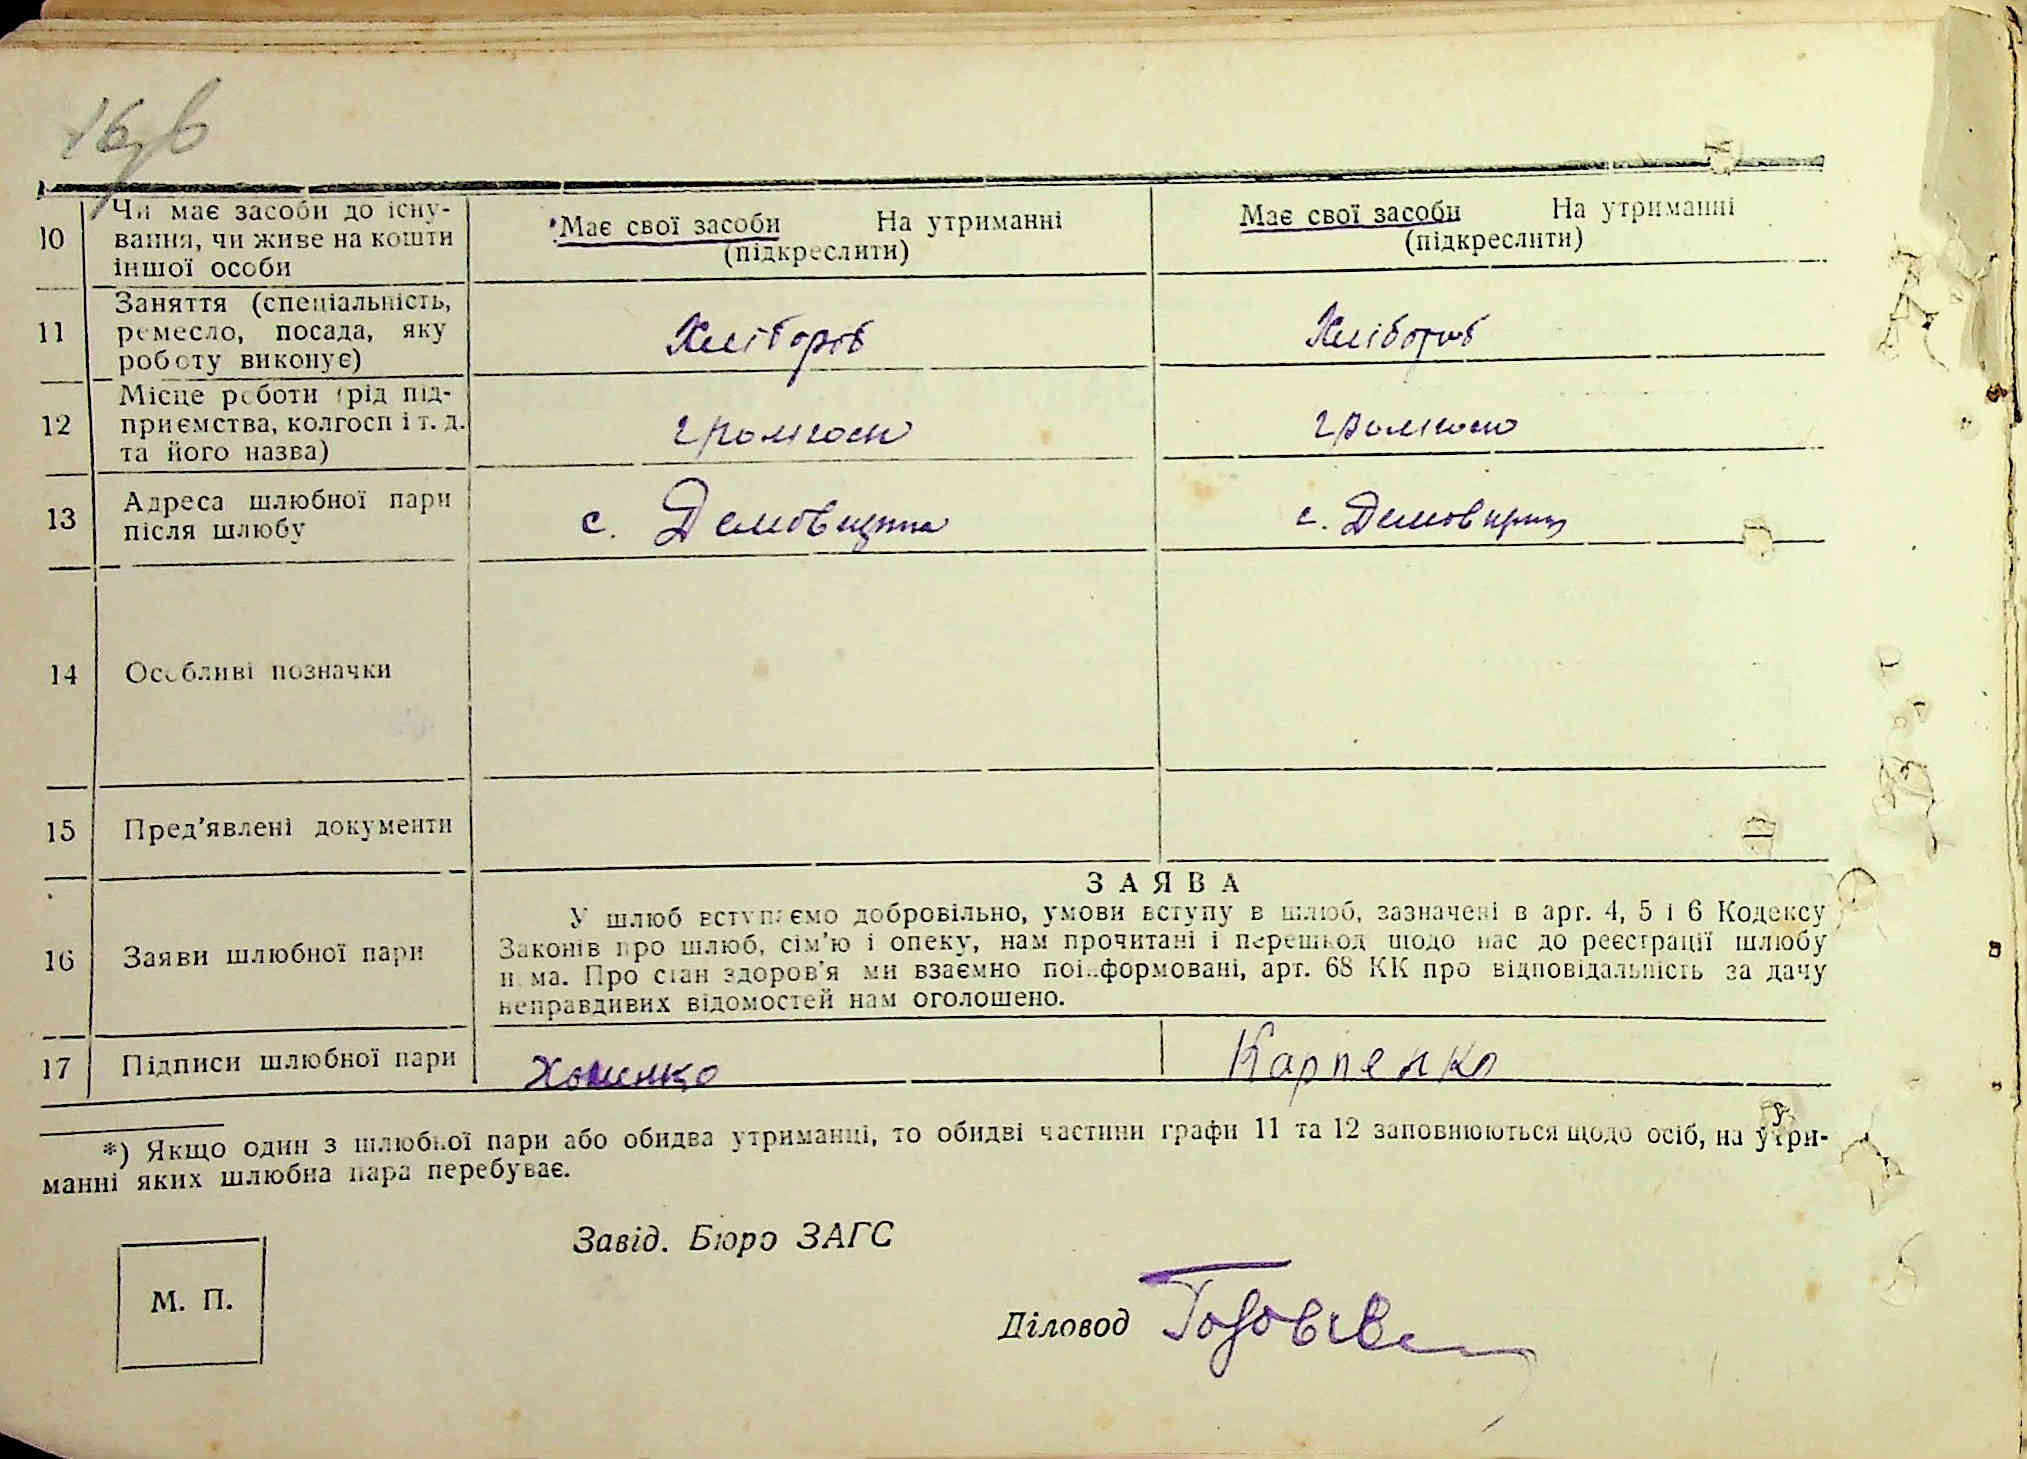 10
Чи має засоби до існу-
вання, чи живе на кошти
іншої особи
Має свої засоби На утриманні
(підкреслити)
Має свої засоби На утриманні
(підкреслити)
11
Заняття (спеціальність,
ремесло, посада, яку
роботу виконує)
Хлібороб
Хлібороб
12
Місце роботи (рід під-
приємства, колгосп і т. д.
та його назва)
громгосп
громгосп
13
Адреса шлюбної пари
після шлюбу
с. Демовщина
с. Демовщина
14
Особливі позначки
15
Пред'явлені документи
16
Заяви шлюбної пари
ЗАЯВА
У шлюб вступаємо добровільно, умови вступу в шлюб, зазначені в арт. 4, 5 і 6 Кодексу
Законів про шлюб, сім'ю і опеку, нам прочитані і перешкод щодо нас до реєстрації шлюбу
нема. Про стан здоров'я ми взаємно поінформовані, арт. 68 КК про відповідальність за дачу
неправдивих відомостей нам оголошено.
17
Підписи шлюбної пари
Хоменко
Карпенко
*) Якщо один з шлюбної пари або обидва утриманці, то обидві частини графи 11 та 12 заповнюються щодо осіб, на утри-
манні яких шлюбна пара перебуває.
Завід. Бюро ЗАГС
М. П.
Діловод